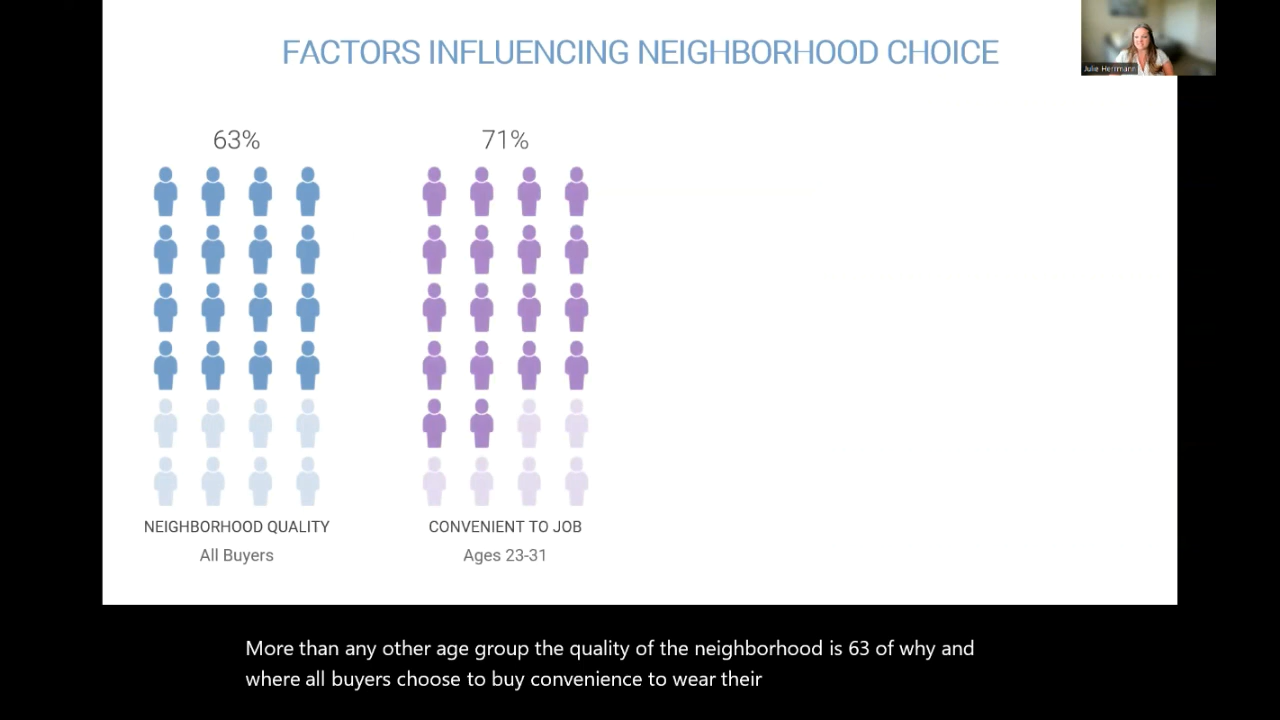 FACTORS INFLUENCING NEIGHBORHOOD CHOICE
Julie Herrmann
63%
71%
NEIGHBORHOOD QUALITY
All Buyers
CONVENIENT TO JOB
Ages 23-31
More than any other age group the quality of the neighborhood is 63 of why and
where all buyers choose to buy convenience to wear their